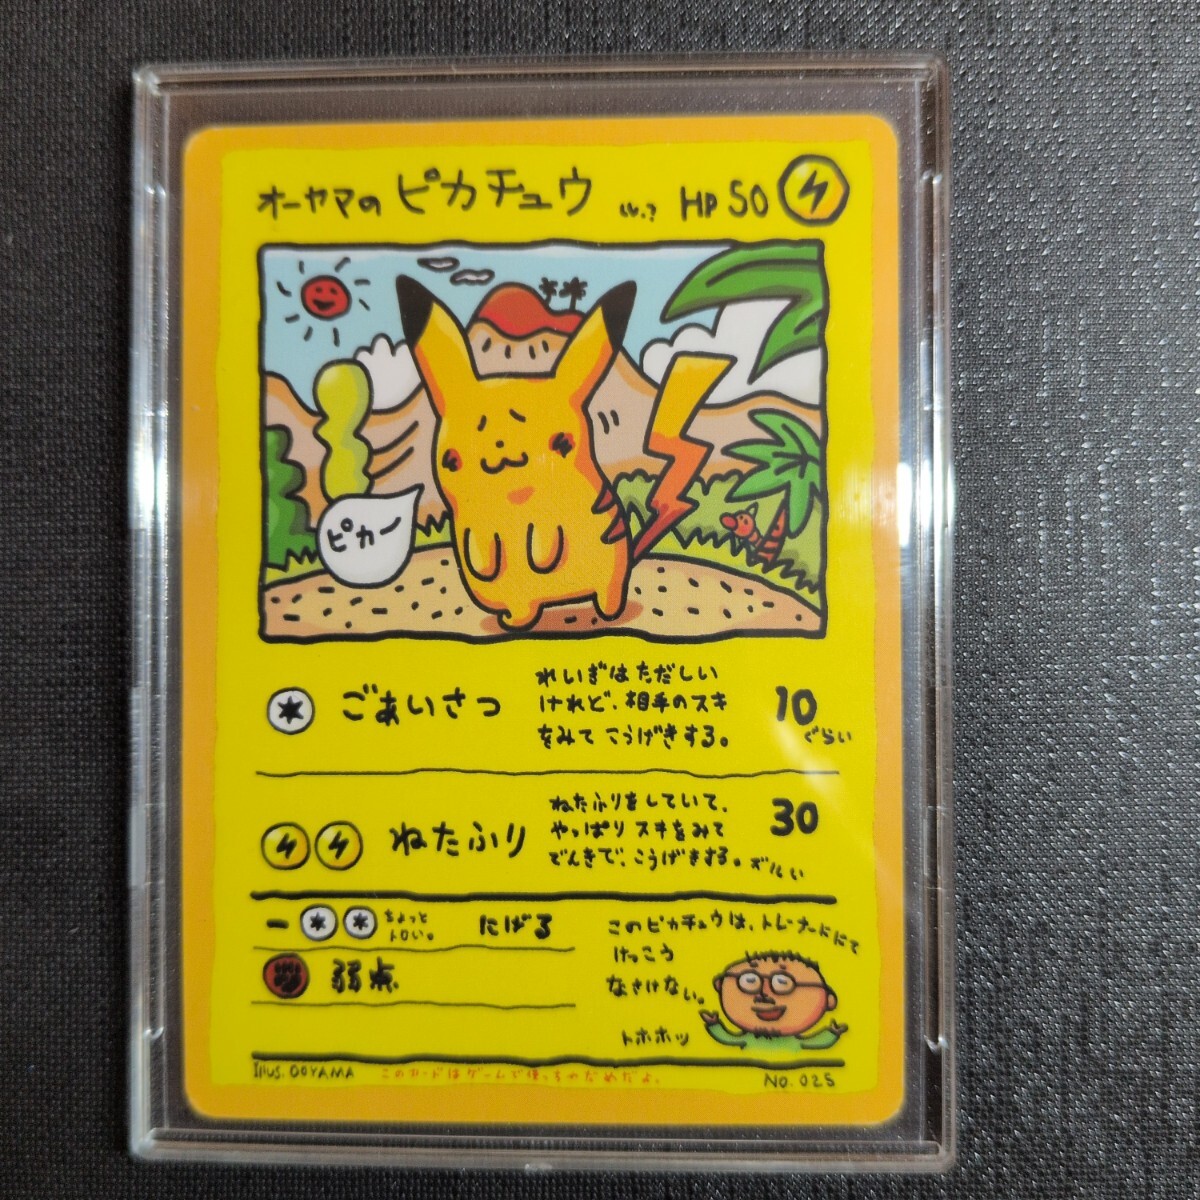 オーヤマの ピカチュウ LV.? HP 50
ピカー
ごあいさつ
れいぎはただしい
けれど、相手のスキ
をみて こうげきする。
10
ぐらい
ねたふり
ねたふりをしていて、
やっぱり スキをみて
でんきで、こうげきする。ズルい
30
ちょっと
トロい。
にげる
弱点
このピカチュウは、トレーナーににて
けっこう
なさけない。
トホホッ
Illus. OOYAMA このカードはゲームで使っちゃだめだよ。 NO. 025